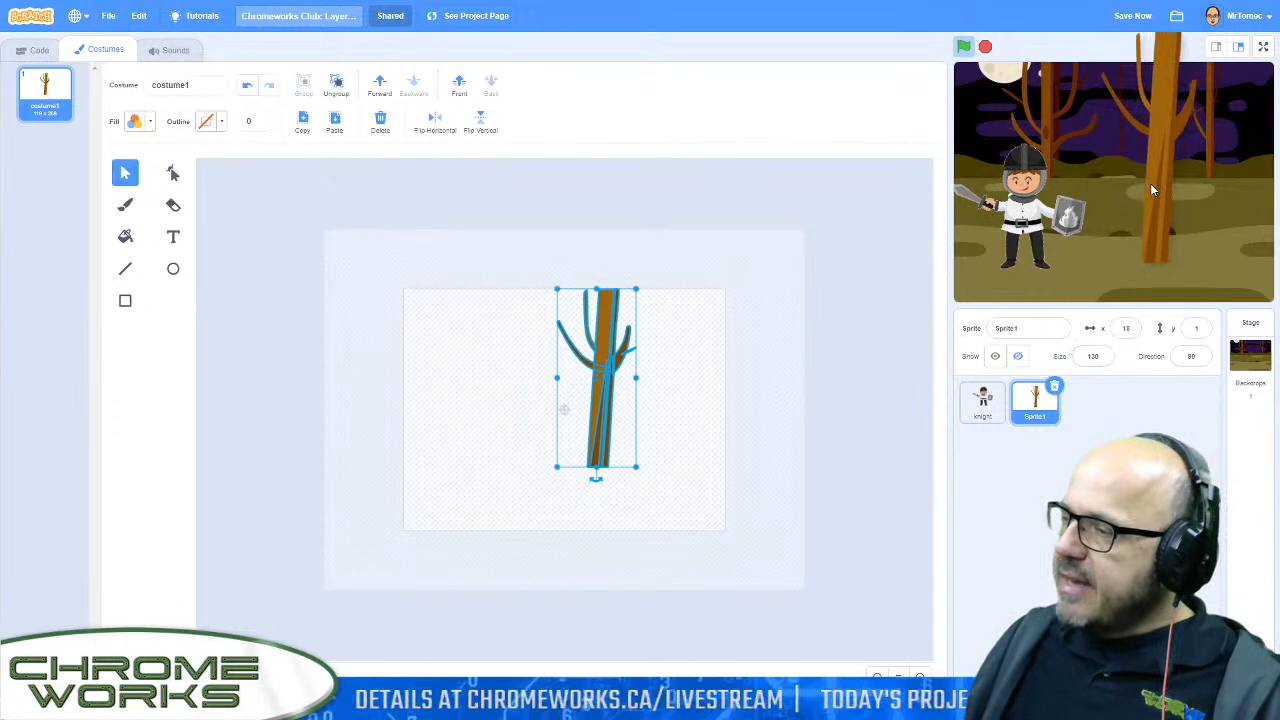 SCRATCH File Edit Tutorials Chromeworks Club: Layer... Shared See Project Page Save Now MrTomec
Code Costumes Sounds
1
costume1
119 x 268
Costume costume1 Group Ungroup Forward Backward Front Back
Fill Outline 0 Copy Paste Delete Flip Horizontal Flip Vertical
T
Sprite Sprite1 x 18 y 1
Show Size 130 Direction 90
knight Sprite1
Stage
Backdrops
1
CHROME
WORKS
DETAILS AT CHROMEWORKS.CA/LIVESTREAM | TODAY'S PROJE